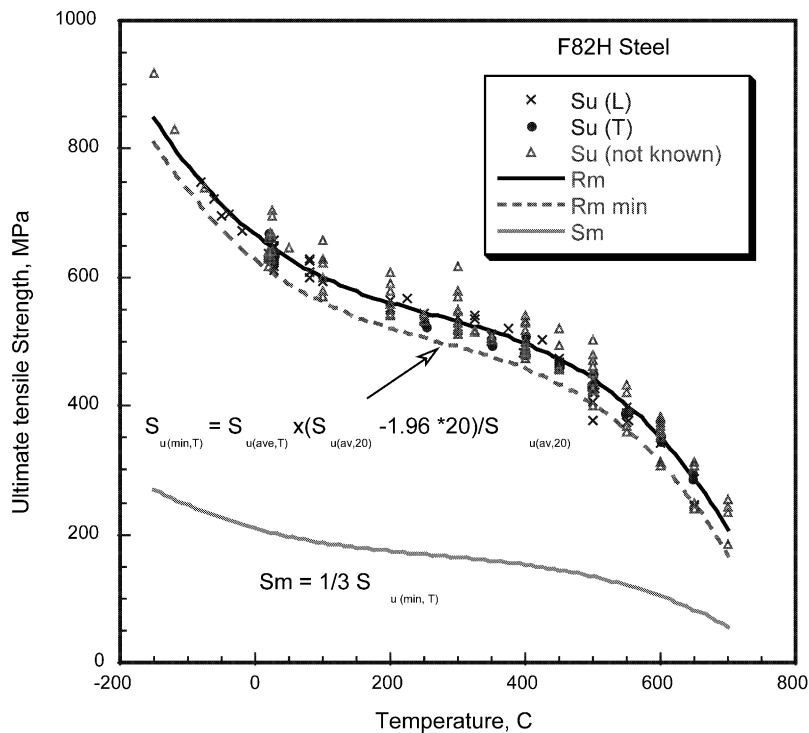 F82H Steel
Su (L)
Su (T)
Su (not known)
Rm
Rm min
Sm
Ultimate tensile Strength, MPa
1000
800
600
400
200
0
S u(min,T) = S u(ave,T) x(S u(av,20) -1.96 *20)/S u(av,20)
Sm = 1/3 S u (min, T)
-200 0 200 400 600 800
Temperature, C